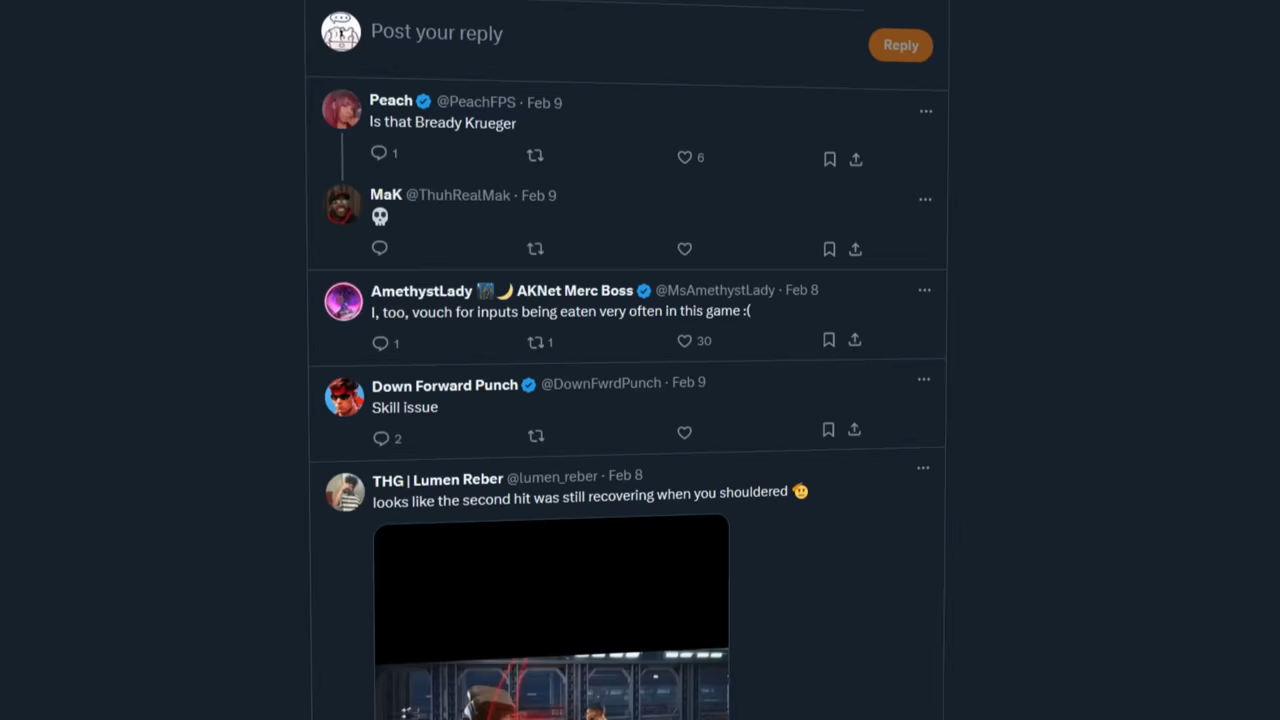 Post your reply
Reply
Peach @PeachFPS · Feb 9
Is that Bready Krueger
1
6
MaK @ThuhRealMak · Feb 9
💀
AmethystLady 🌙 AKNet Merc Boss @MsAmethystLady · Feb 8
I, too, vouch for inputs being eaten very often in this game :(
1
1
30
Down Forward Punch @DownFwrdPunch · Feb 9
Skill issue
2
THG | Lumen Reber @lumen_reber · Feb 8
looks like the second hit was still recovering when you shouldered 🫡